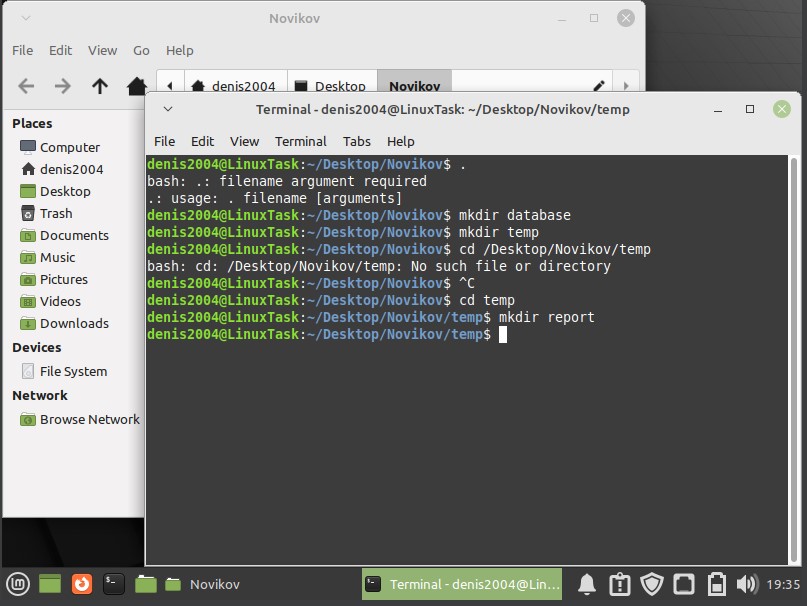 Novikov
File Edit View Go Help
denis2004 Desktop Novikov
Places
Computer
denis2004
Desktop
Trash
Documents
Music
Pictures
Videos
Downloads
Devices
File System
Network
Browse Network
Terminal - denis2004@LinuxTask: ~/Desktop/Novikov/temp
File Edit View Terminal Tabs Help
denis2004@LinuxTask:~/Desktop/Novikov$ .
bash: .: filename argument required
.: usage: . filename [arguments]
denis2004@LinuxTask:~/Desktop/Novikov$ mkdir database
denis2004@LinuxTask:~/Desktop/Novikov$ mkdir temp
denis2004@LinuxTask:~/Desktop/Novikov$ cd /Desktop/Novikov/temp
bash: cd: /Desktop/Novikov/temp: No such file or directory
denis2004@LinuxTask:~/Desktop/Novikov$ ^C
denis2004@LinuxTask:~/Desktop/Novikov$ cd temp
denis2004@LinuxTask:~/Desktop/Novikov/temp$ mkdir report
denis2004@LinuxTask:~/Desktop/Novikov/temp$
Novikov
Terminal - denis2004@Lin...
19:35